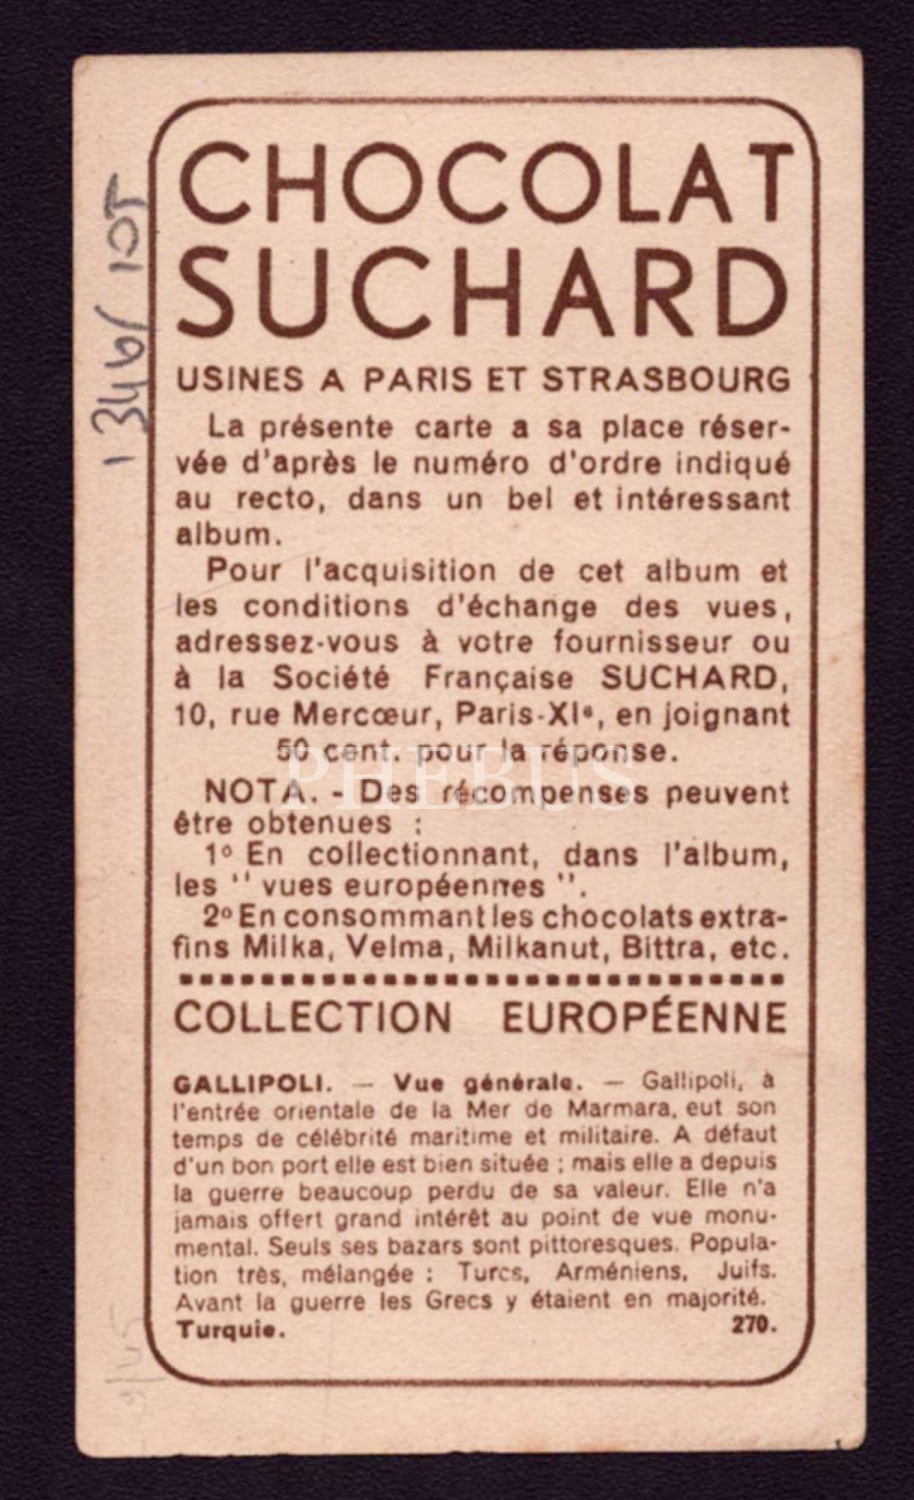 CHOCOLAT
SUCHARD
USINES A PARIS ET STRASBOURG
La présente carte a sa place réser-
vée d'après le numéro d'ordre indiqué
au recto, dans un bel et intéressant
album.
Pour l'acquisition de cet album et
les conditions d'échange des vues,
adressez-vous à votre fournisseur ou
à la Société Française SUCHARD,
10, rue Mercœur, Paris-XIe, en joignant
50 cent. pour la réponse.
NOTA. - Des récompenses peuvent
être obtenues :
1o En collectionnant, dans l'album,
les '' vues européennes ''.
2o En consommant les chocolats extra-
fins Milka, Velma, Milkanut, Bittra, etc.
COLLECTION EUROPÉENNE
GALLIPOLI. — Vue générale. — Gallipoli, à
l'entrée orientale de la Mer de Marmara, eut son
temps de célébrité maritime et militaire. A défaut
d'un bon port elle est bien située ; mais elle a depuis
la guerre beaucoup perdu de sa valeur. Elle n'a
jamais offert grand intérêt au point de vue monu-
mental. Seuls ses bazars sont pittoresques. Popula-
tion très, mélangée : Turcs, Arméniens, Juifs.
Avant la guerre les Grecs y étaient en majorité.
Turquie. 270.
PHEBUS